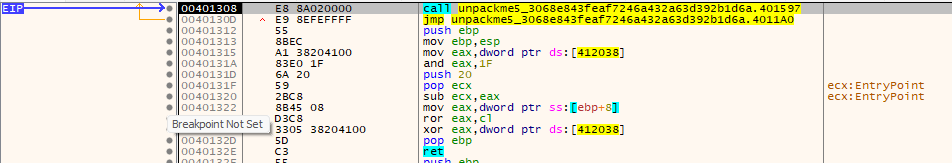 EIP 00401308 E8 8A020000 call unpackme5_3068e843feaf7246a432a63d392b1d6a.401597
0040130D ^ E9 8EFEFFFF jmp unpackme5_3068e843feaf7246a432a63d392b1d6a.4011A0
00401312 55 push ebp
00401313 8BEC mov ebp,esp
00401315 A1 38204100 mov eax,dword ptr ds:[412038]
0040131A 83E0 1F and eax,1F
0040131D 6A 20 push 20
0040131F 59 pop ecx ecx:EntryPoint
00401320 2BC8 sub ecx,eax ecx:EntryPoint
00401322 8B45 08 mov eax,dword ptr ss:[ebp+8]
Breakpoint Not Set D3C8 ror eax,cl
3305 38204100 xor eax,dword ptr ds:[412038]
0040132D 5D pop ebp
0040132E C3 ret
55 push ebp